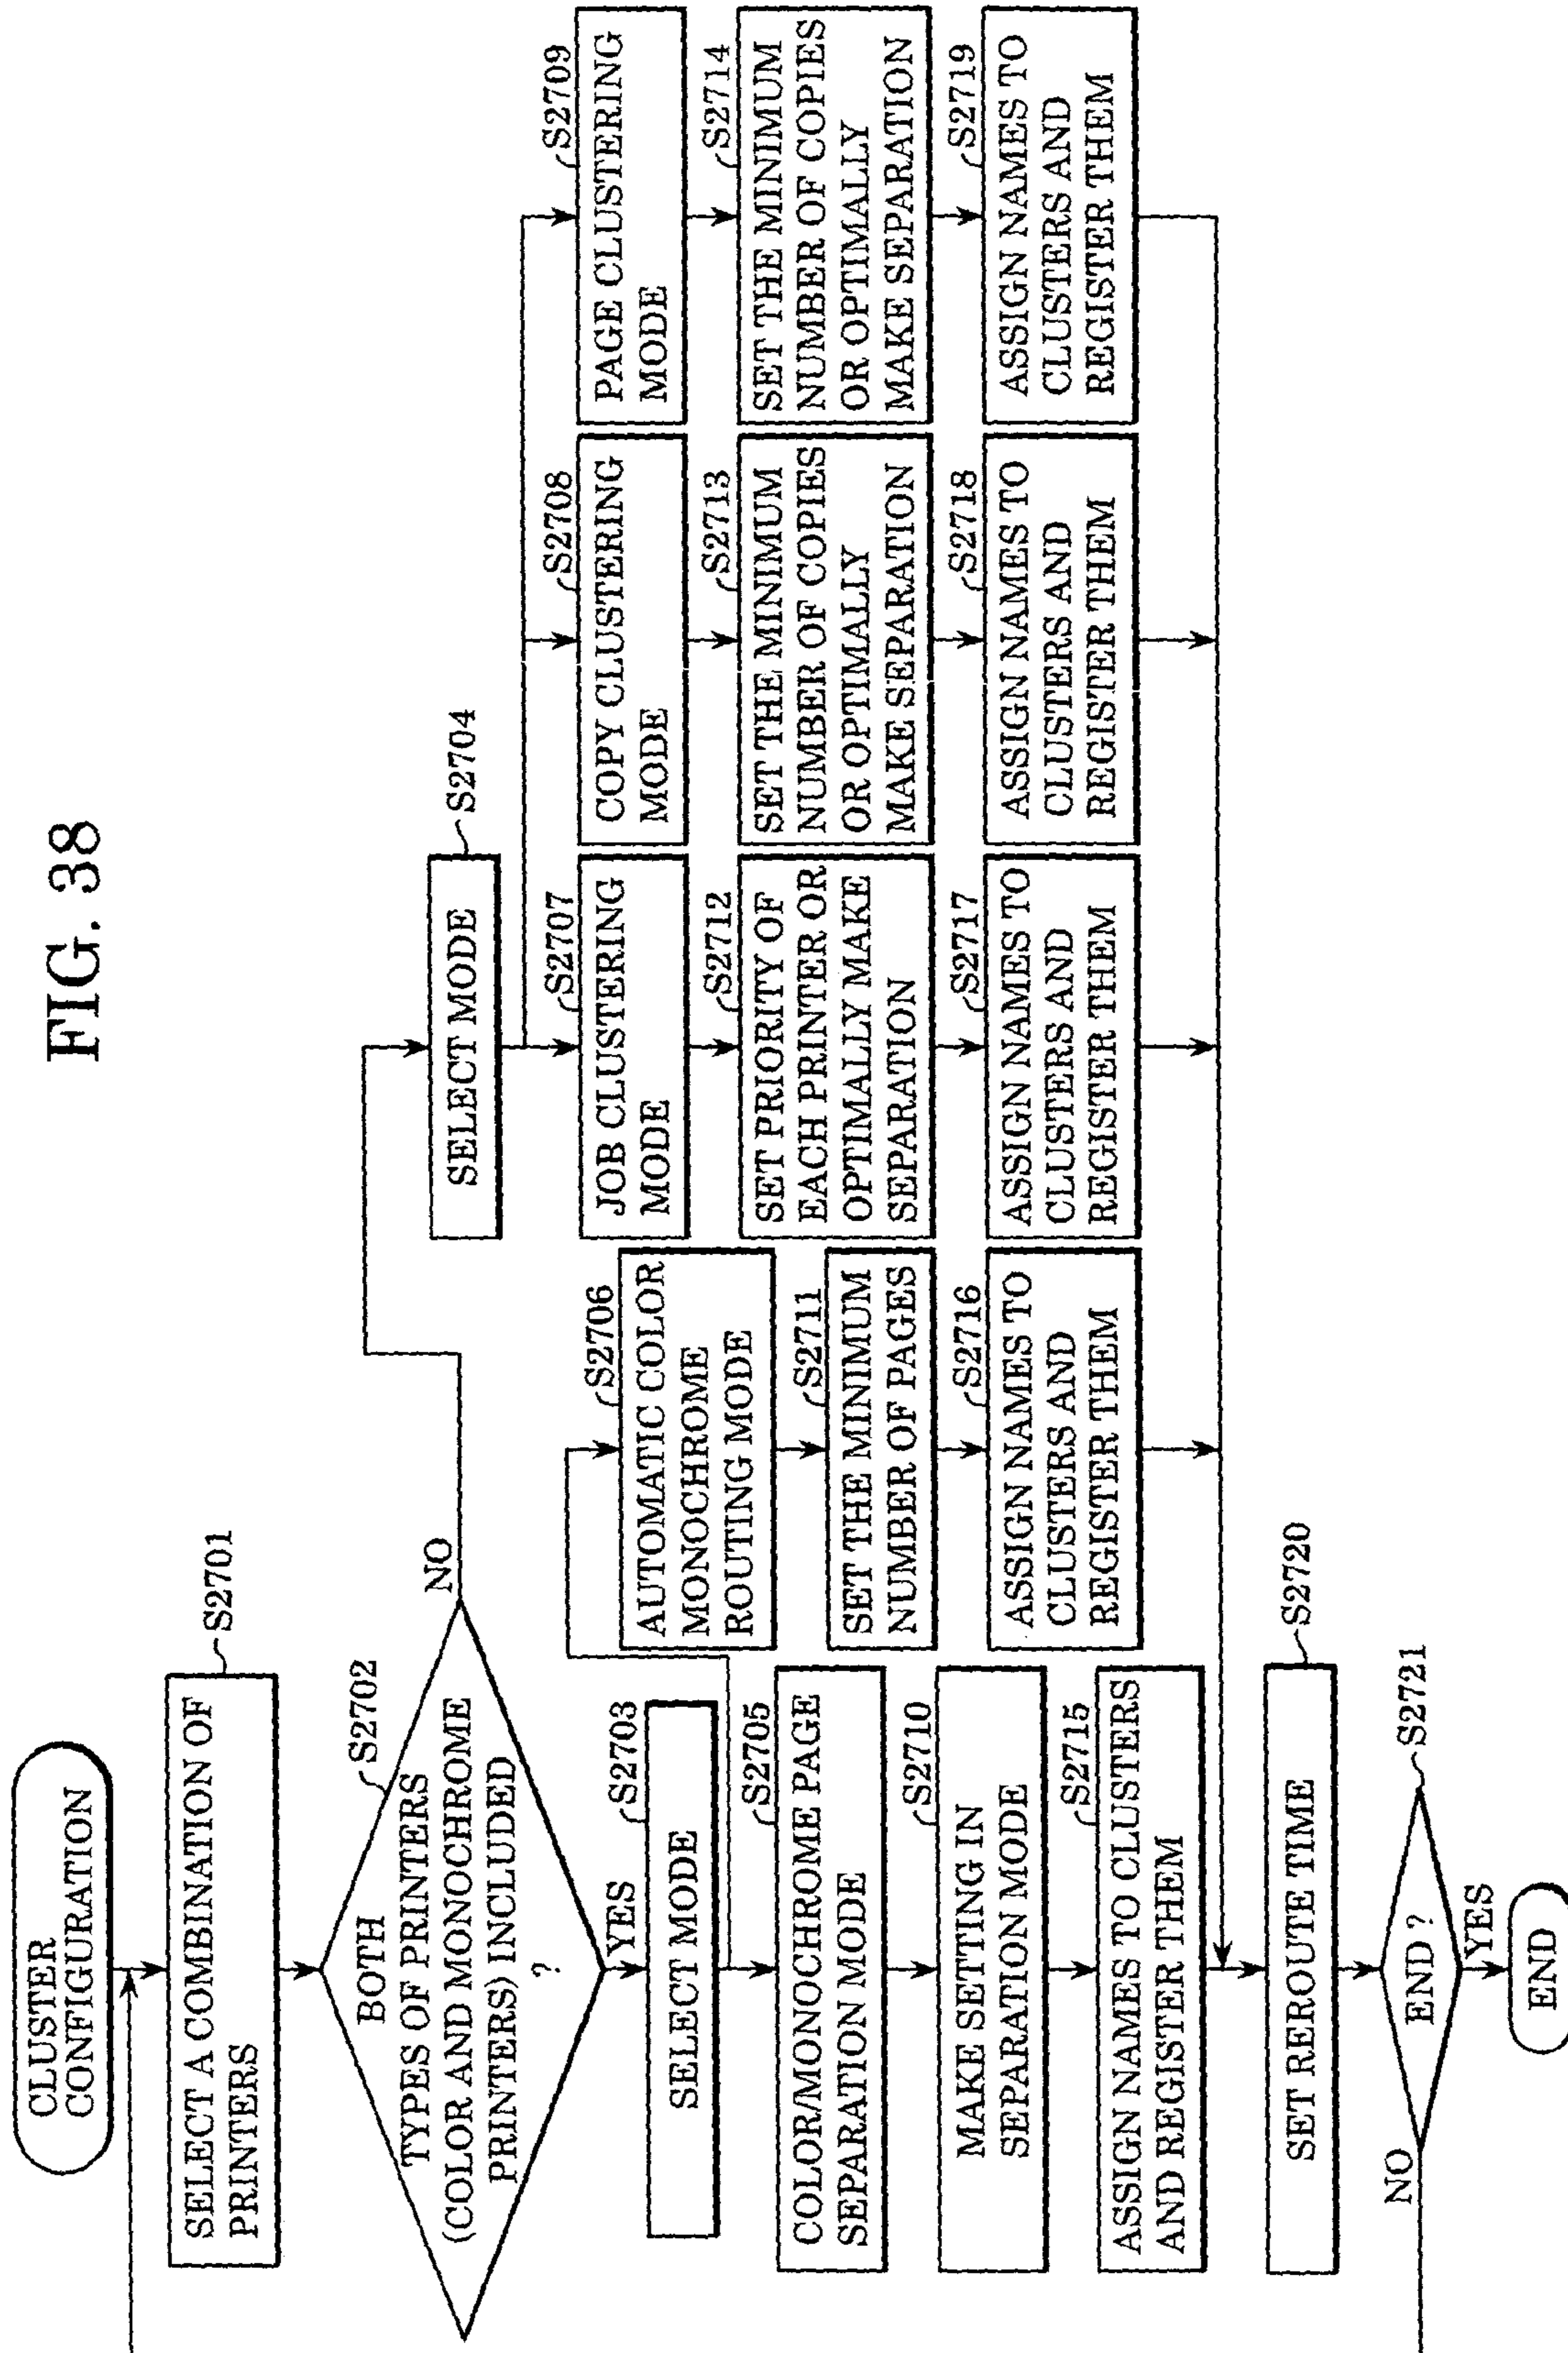 FIG. 38
CLUSTER
CONFIGURATION
SELECT A COMBINATION OF
PRINTERS
S2701
BOTH
TYPES OF PRINTERS
(COLOR AND MONOCHROME
PRINTERS) INCLUDED
?
S2702
NO
YES
SELECT MODE
S2703
SELECT MODE
S2704
COLOR/MONOCHROME PAGE
SEPARATION MODE
S2705
AUTOMATIC COLOR
MONOCHROME
ROUTING MODE
S2706
JOB CLUSTERING
MODE
S2707
COPY CLUSTERING
MODE
S2708
PAGE CLUSTERING
MODE
S2709
MAKE SETTING IN
SEPARATION MODE
S2710
SET THE MINIMUM
NUMBER OF PAGES
S2711
SET PRIORITY OF
EACH PRINTER OR
OPTIMALLY MAKE
SEPARATION
S2712
SET THE MINIMUM
NUMBER OF COPIES
OR OPTIMALLY
MAKE SEPARATION
S2713
SET THE MINIMUM
NUMBER OF COPIES
OR OPTIMALLY
MAKE SEPARATION
S2714
ASSIGN NAMES TO CLUSTERS
AND REGISTER THEM
S2715
ASSIGN NAMES TO
CLUSTERS AND
REGISTER THEM
S2716
ASSIGN NAMES TO
CLUSTERS AND
REGISTER THEM
S2717
ASSIGN NAMES TO
CLUSTERS AND
REGISTER THEM
S2718
ASSIGN NAMES TO
CLUSTERS AND
REGISTER THEM
S2719
SET REROUTE TIME
S2720
END ?
S2721
NO
YES
END